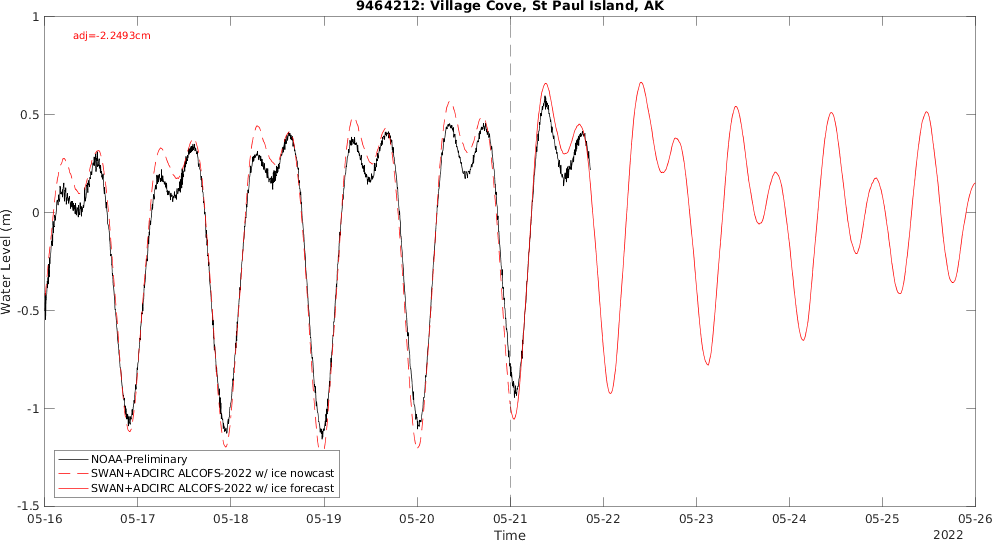 9464212: Village Cove, St Paul Island, AK
adj=-2.2493cm
1
0.5
0
-0.5
-1
-1.5
Water Level (m)
NOAA-Preliminary
SWAN+ADCIRC ALCOFS-2022 w/ ice nowcast
SWAN+ADCIRC ALCOFS-2022 w/ ice forecast
05-16 05-17 05-18 05-19 05-20 05-21 05-22 05-23 05-24 05-25 05-26
Time
2022